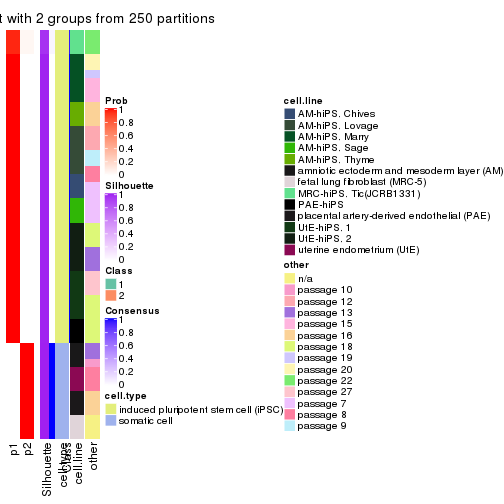 t with 2 groups from 250 partitions
Prob
1
0.8
0.6
0.4
0.2
0
Silhouette
1
0.8
0.6
0.4
0.2
0
Class
1
2
Consensus
1
0.8
0.6
0.4
0.2
0
cell.type
induced pluripotent stem cell (iPSC)
somatic cell
cell.line
AM-hiPS. Chives
AM-hiPS. Lovage
AM-hiPS. Marry
AM-hiPS. Sage
AM-hiPS. Thyme
amniotic ectoderm and mesoderm layer (AM)
fetal lung fibroblast (MRC-5)
MRC-hiPS. Tic(JCRB1331)
PAE-hiPS
placental artery-derived endothelial (PAE)
UtE-hiPS. 1
UtE-hiPS. 2
uterine endometrium (UtE)
other
n/a
passage 10
passage 12
passage 13
passage 15
passage 16
passage 18
passage 19
passage 20
passage 22
passage 27
passage 7
passage 8
passage 9
p1
p2
Silhouette
Class
cell.type
cell.line
other